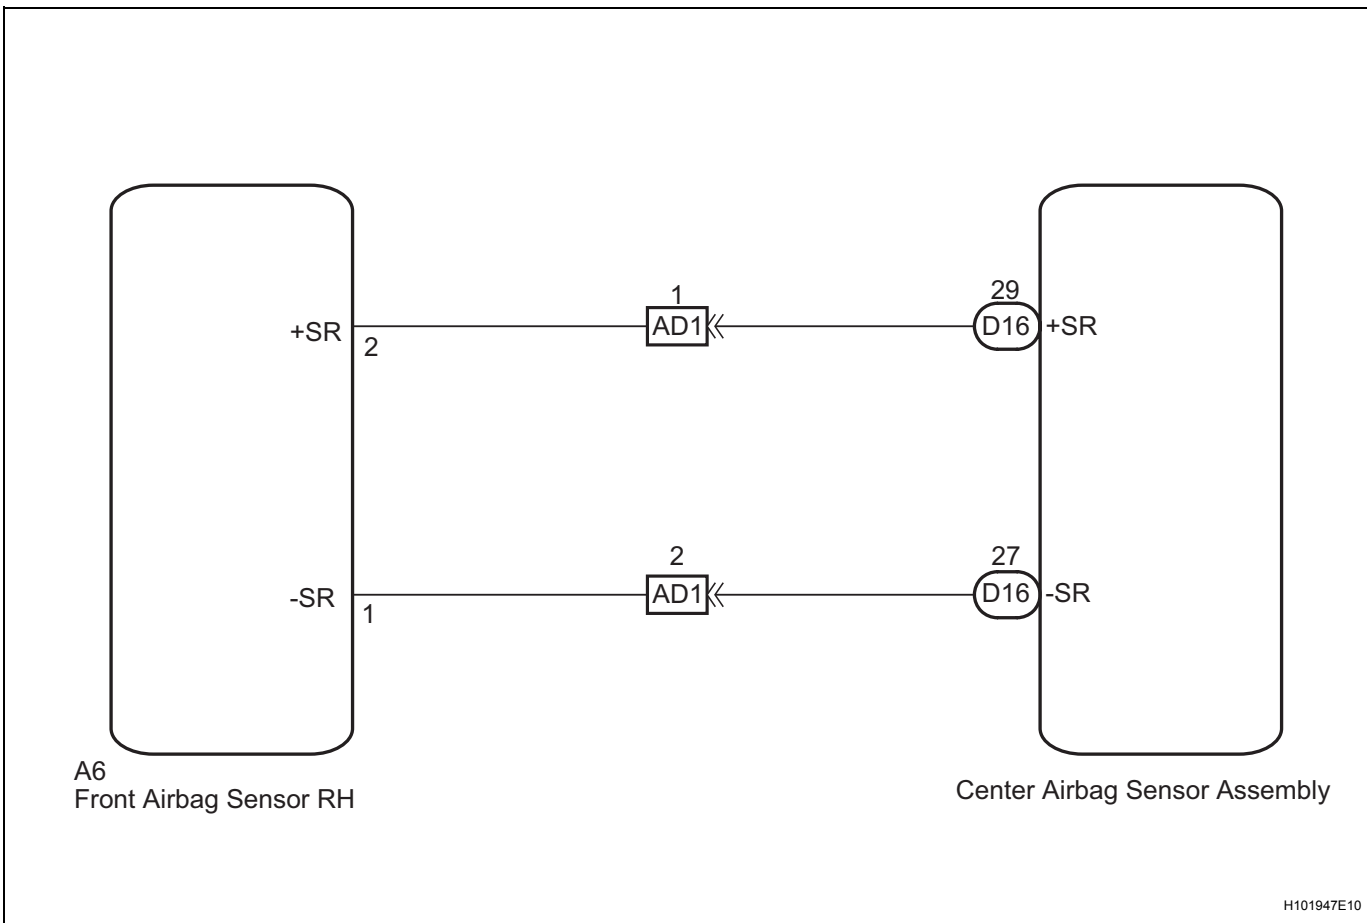 1
29
+SR
AD1
D16
+SR
2
2
27
-SR
AD1
D16
-SR
1
A6
Front Airbag Sensor RH
Center Airbag Sensor Assembly
H101947E10